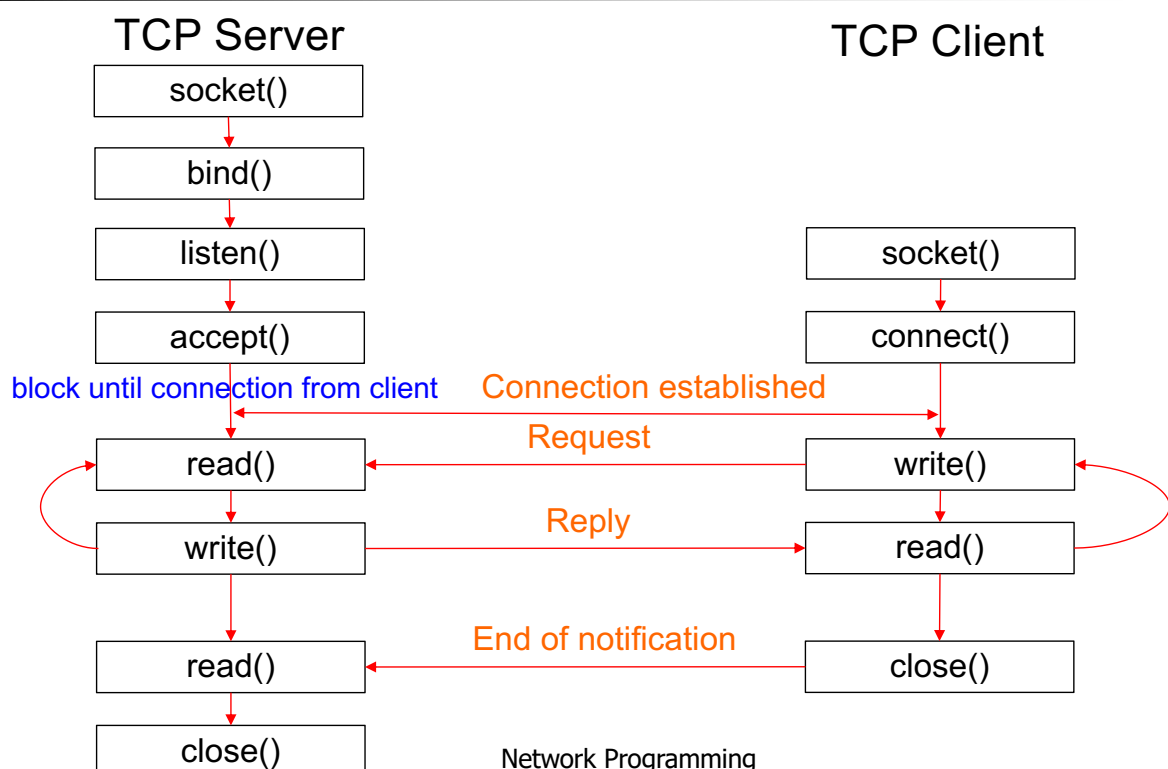 TCP Server
TCP Client
socket()
bind()
listen()
socket()
accept()
connect()
block until connection from client
Connection established
Request
read()
write()
Reply
write()
read()
End of notification
read()
close()
close()
Network Programming